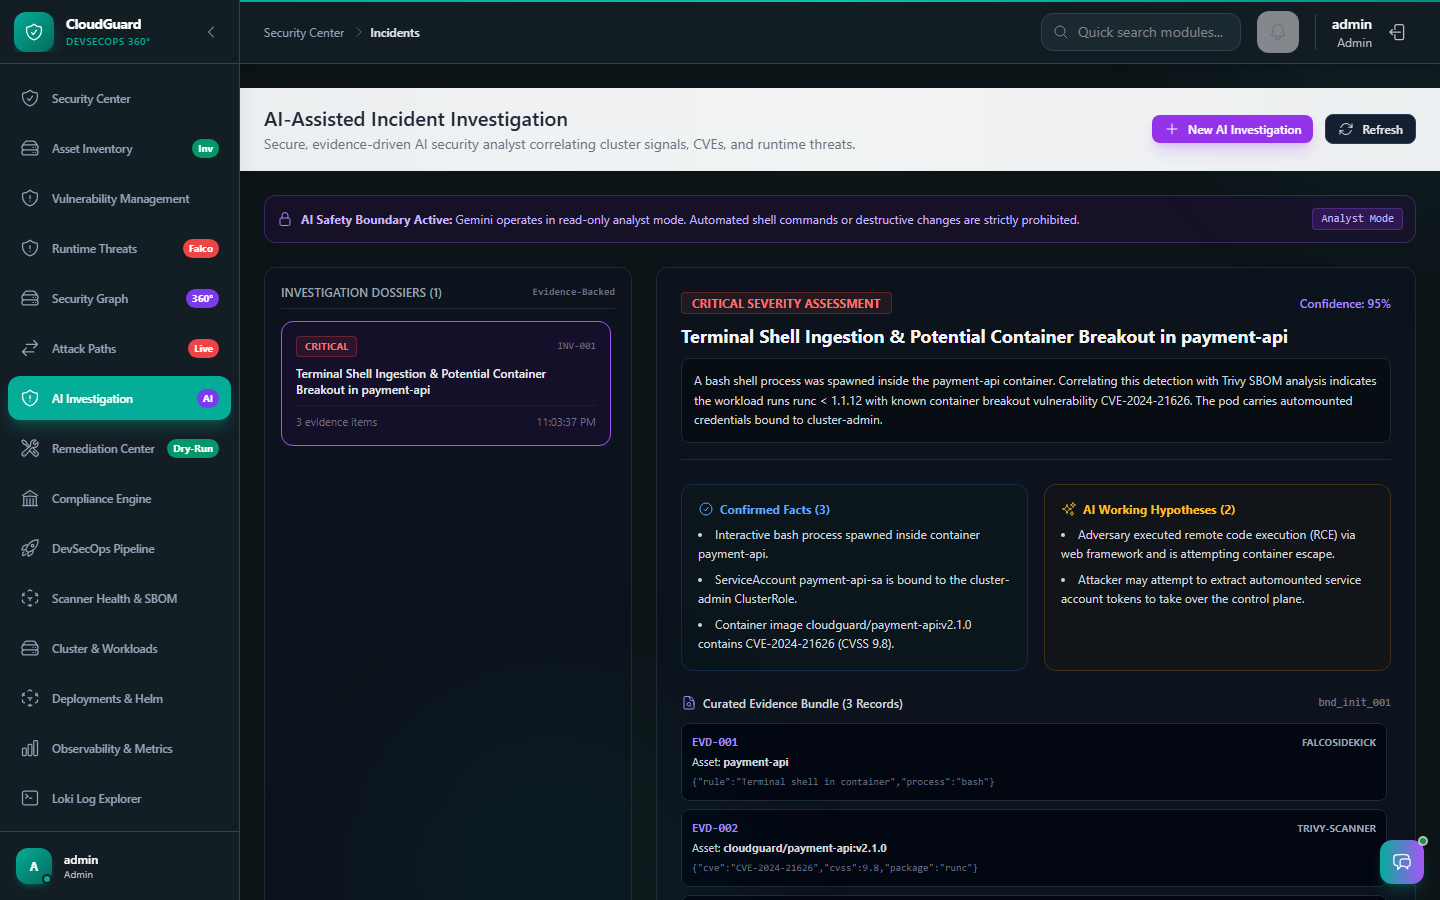 CloudGuard
DEVSECOPS 360°
Security Center
Incidents
Quick search modules...
admin
Admin
Security Center
Asset Inventory
Inv
Vulnerability Management
Runtime Threats
Falco
Security Graph
360°
Attack Paths
Live
AI Investigation
AI
Remediation Center
Dry-Run
Compliance Engine
DevSecOps Pipeline
Scanner Health & SBOM
Cluster & Workloads
Deployments & Helm
Observability & Metrics
Loki Log Explorer
A
admin
Admin
AI-Assisted Incident Investigation
Secure, evidence-driven AI security analyst correlating cluster signals, CVEs, and runtime threats.
New AI Investigation
Refresh
AI Safety Boundary Active: Gemini operates in read-only analyst mode. Automated shell commands or destructive changes are strictly prohibited.
Analyst Mode
INVESTIGATION DOSSIERS (1)
Evidence-Backed
CRITICAL
INV-001
Terminal Shell Ingestion & Potential Container
Breakout in payment-api
3 evidence items
11:03:37 PM
CRITICAL SEVERITY ASSESSMENT
Confidence: 95%
Terminal Shell Ingestion & Potential Container Breakout in payment-api
A bash shell process was spawned inside the payment-api container. Correlating this detection with Trivy SBOM analysis indicates
the workload runs runc < 1.1.12 with known container breakout vulnerability CVE-2024-21626. The pod carries automounted
credentials bound to cluster-admin.
Confirmed Facts (3)
• Interactive bash process spawned inside container
payment-api.
• ServiceAccount payment-api-sa is bound to the cluster-
admin ClusterRole.
• Container image cloudguard/payment-api:v2.1.0
contains CVE-2024-21626 (CVSS 9.8).
AI Working Hypotheses (2)
• Adversary executed remote code execution (RCE) via
web framework and is attempting container escape.
• Attacker may attempt to extract automounted service
account tokens to take over the control plane.
Curated Evidence Bundle (3 Records)
bnd_init_001
EVD-001
FALCOSIDEKICK
Asset: payment-api
{"rule":"Terminal shell in container","process":"bash"}
EVD-002
TRIVY-SCANNER
Asset: cloudguard/payment-api:v2.1.0
{"cve":"CVE-2024-21626","cvss":9.8,"package":"runc"}